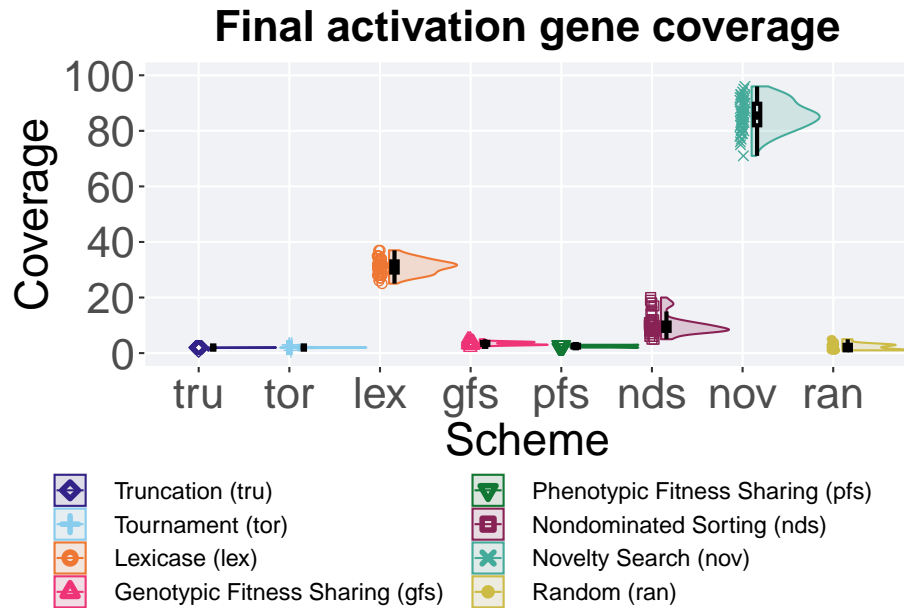 Final activation gene coverage
100
80
60
40
20
0
Coverage
tru tor lex gfs pfs nds nov ran
Scheme
Truncation (tru)
Tournament (tor)
Lexicase (lex)
Genotypic Fitness Sharing (gfs)
Phenotypic Fitness Sharing (pfs)
Nondominated Sorting (nds)
Novelty Search (nov)
Random (ran)